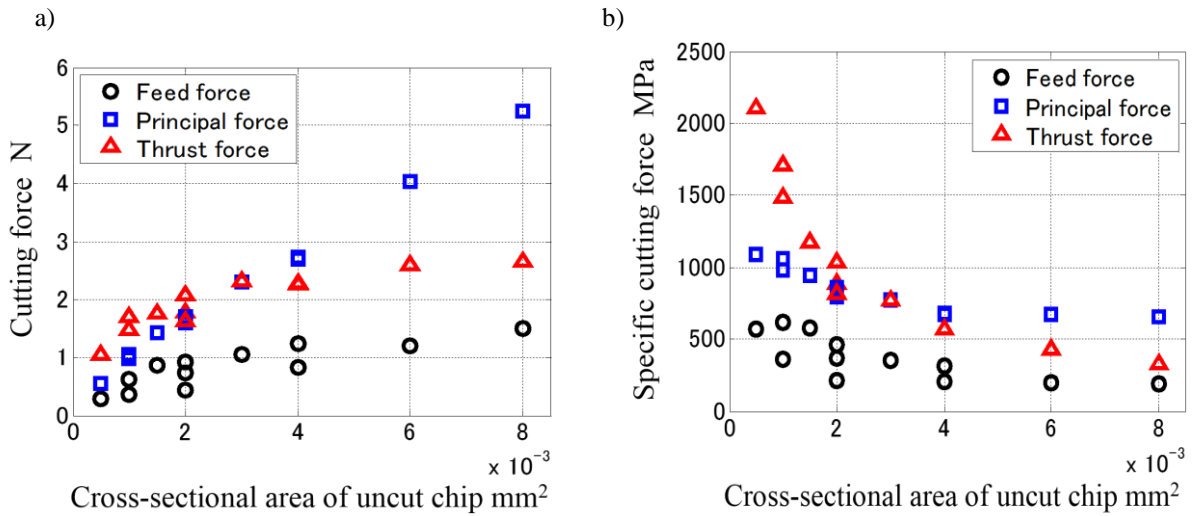 a)
Cutting force N
6
5
4
3
2
1
0
Feed force
Principal force
Thrust force
0 2 4 6 8
x 10-3
Cross-sectional area of uncut chip mm2
b)
Specific cutting force MPa
2500
2000
1500
1000
500
0
Feed force
Principal force
Thrust force
0 2 4 6 8
x 10-3
Cross-sectional area of uncut chip mm2